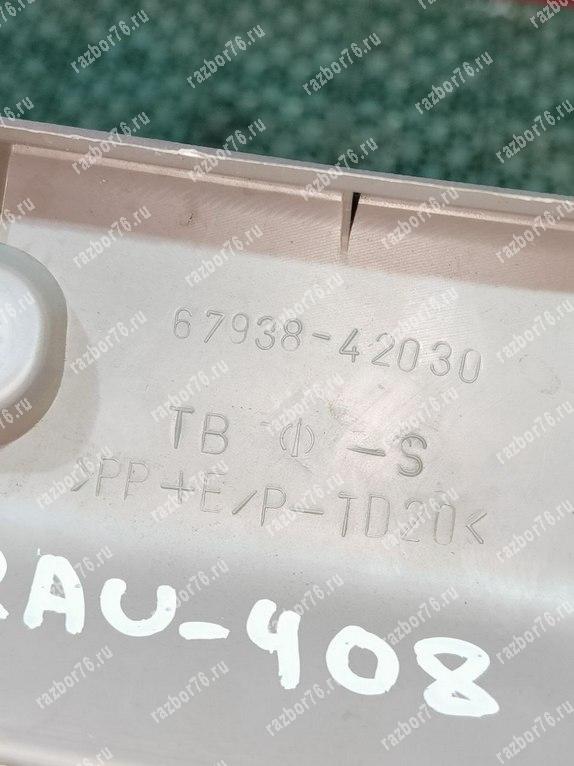 67938-42030
TB -S
>PP+E/P-TD20<
RAU-408
razbor76.ru